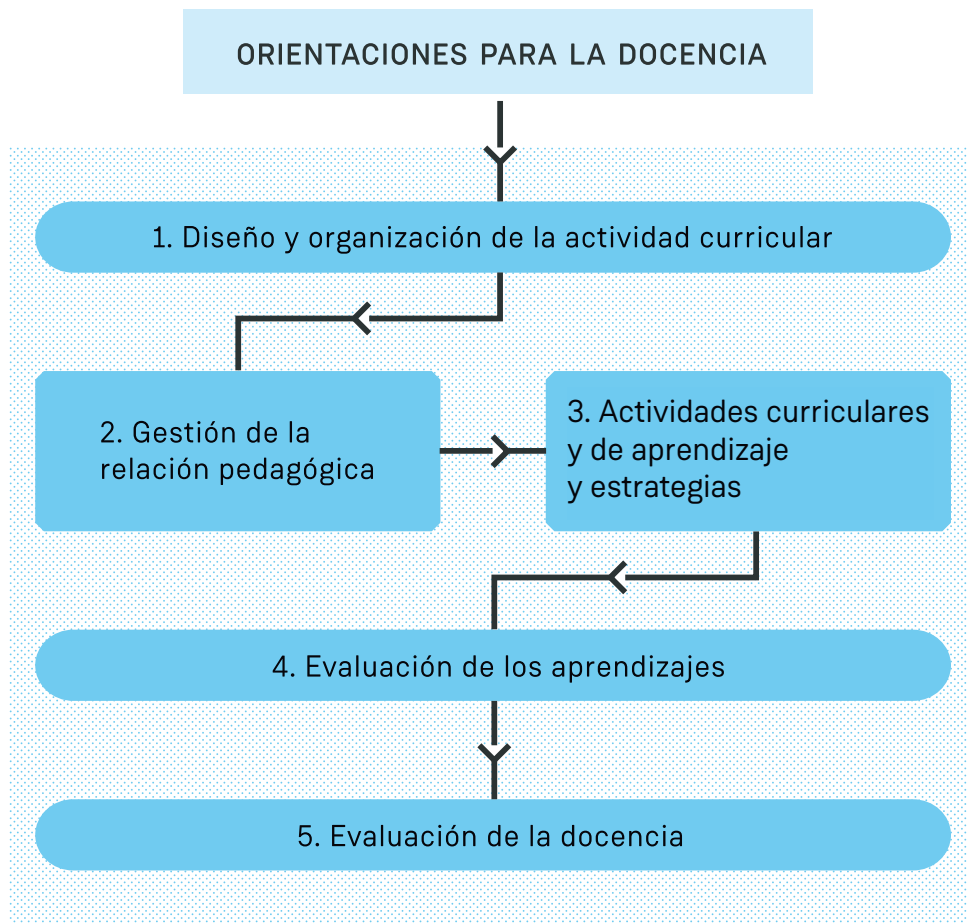 ORIENTACIONES PARA LA DOCENCIA
1. Diseño y organización de la actividad curricular
2. Gestión de la
relación pedagógica
3. Actividades curriculares
y de aprendizaje
y estrategias
4. Evaluación de los aprendizajes
5. Evaluación de la docencia